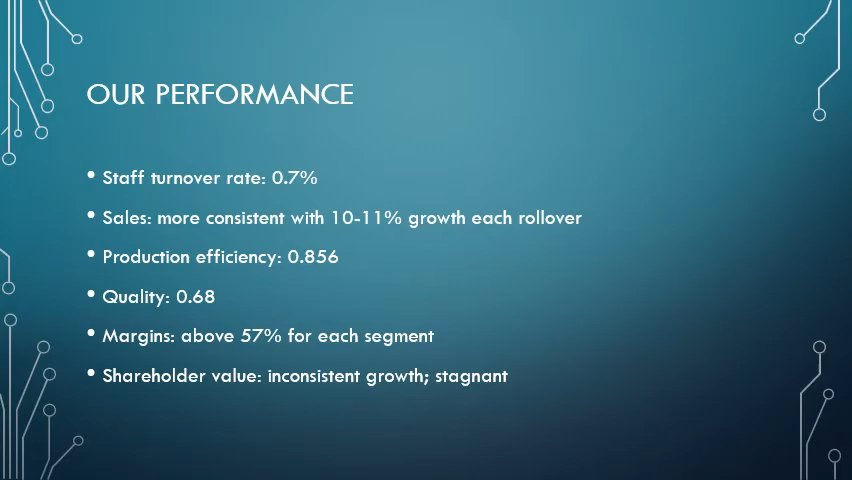 OUR PERFORMANCE
• Staff turnover rate: 0.7%
• Sales: more consistent with 10-11% growth each rollover
• Production efficiency: 0.856
• Quality: 0.68
• Margins: above 57% for each segment
• Shareholder value: inconsistent growth; stagnant